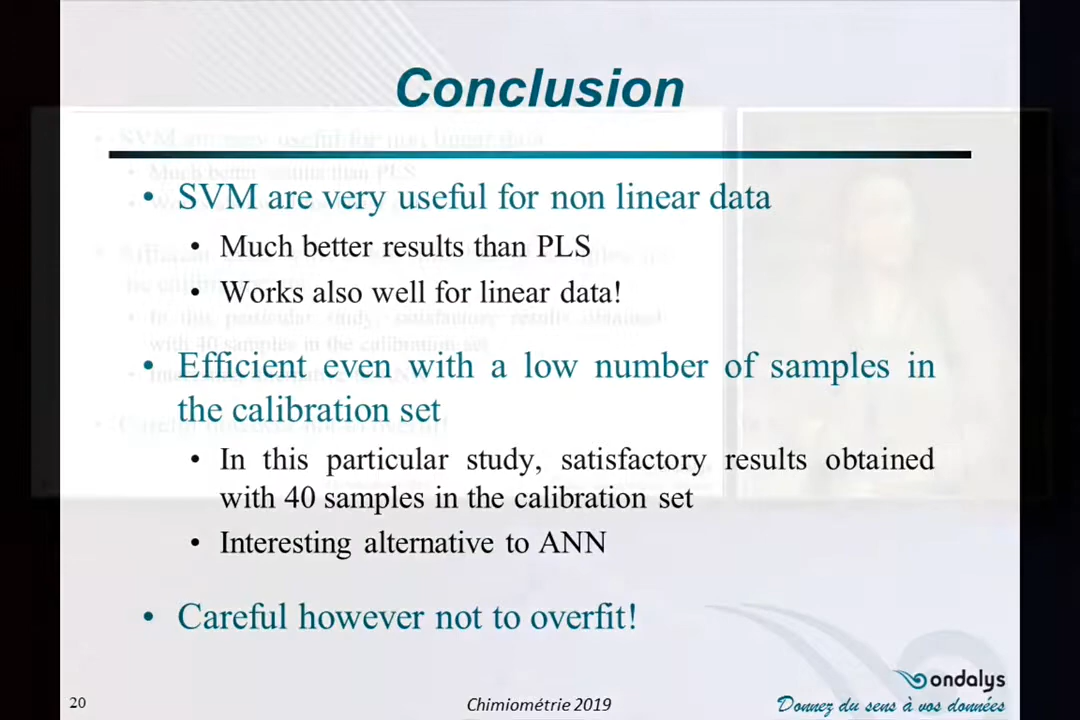 Conclusion
• SVM are very useful for non linear data
• Much better results than PLS
• Works also well for linear data!
• Efficient even with a low number of samples in
the calibration set
• In this particular study, satisfactory results obtained
with 40 samples in the calibration set
• Interesting alternative to ANN
• Careful however not to overfit!
ondalys
20
Chimiométrie 2019
Donnez du sens à vos données